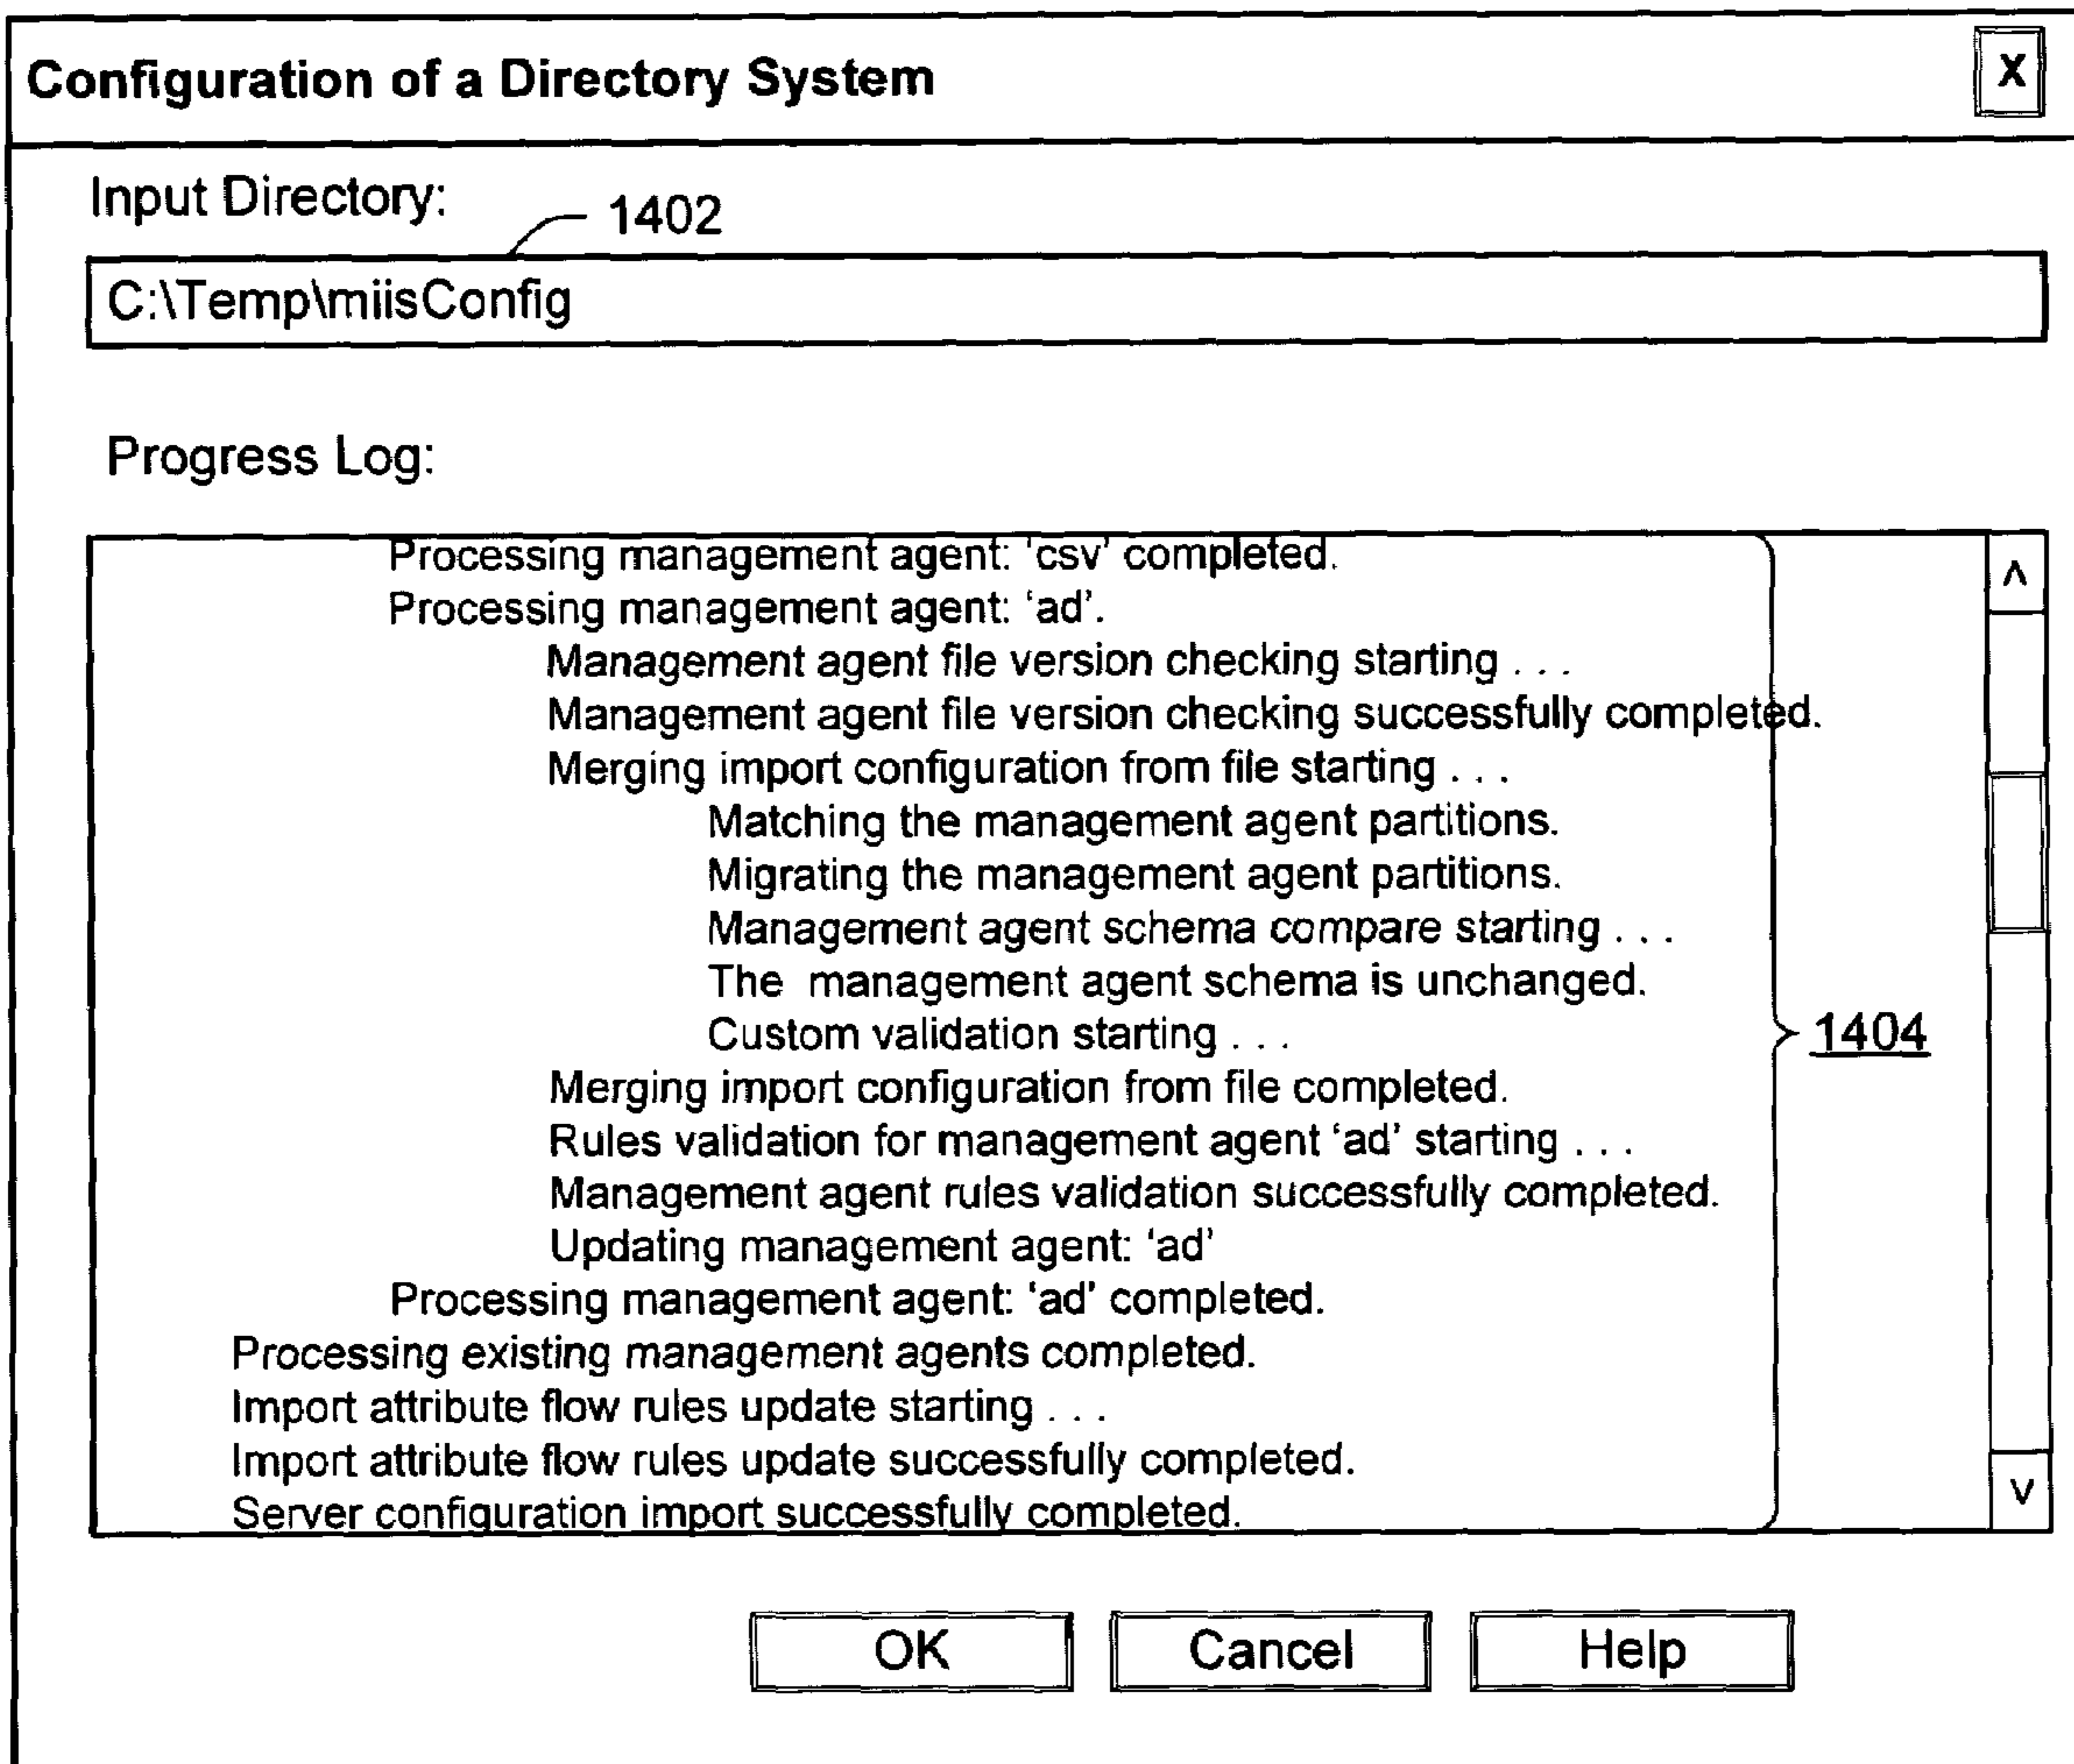 Configuration of a Directory System X
Input Directory:
1402
C:\Temp\miisConfig
Progress Log:
Processing management agent: 'csv' completed.
Processing management agent: 'ad'.
Management agent file version checking starting . . .
Management agent file version checking successfully completed.
Merging import configuration from file starting . . .
Matching the management agent partitions.
Migrating the management agent partitions.
Management agent schema compare starting . . .
The management agent schema is unchanged.
Custom validation starting . . .
1404
Merging import configuration from file completed.
Rules validation for management agent 'ad' starting . . .
Management agent rules validation successfully completed.
Updating management agent: 'ad'
Processing management agent: 'ad' completed.
Processing existing management agents completed.
Import attribute flow rules update starting . . .
Import attribute flow rules update successfully completed.
Server configuration import successfully completed.
OK Cancel Help